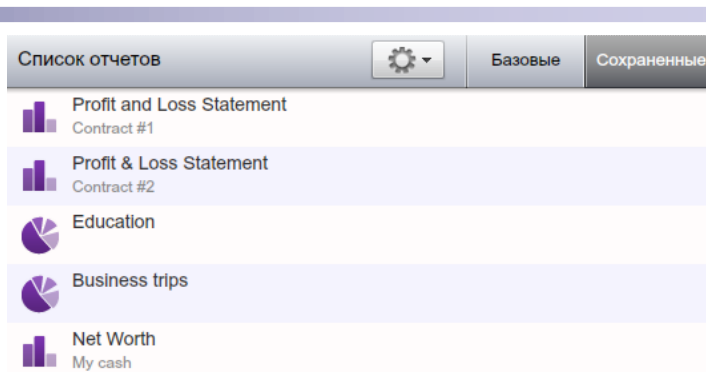 Список отчетов
Базовые
Сохраненные
Profit and Loss Statement
Contract #1
Profit & Loss Statement
Contract #2
Education
Business trips
Net Worth
My cash